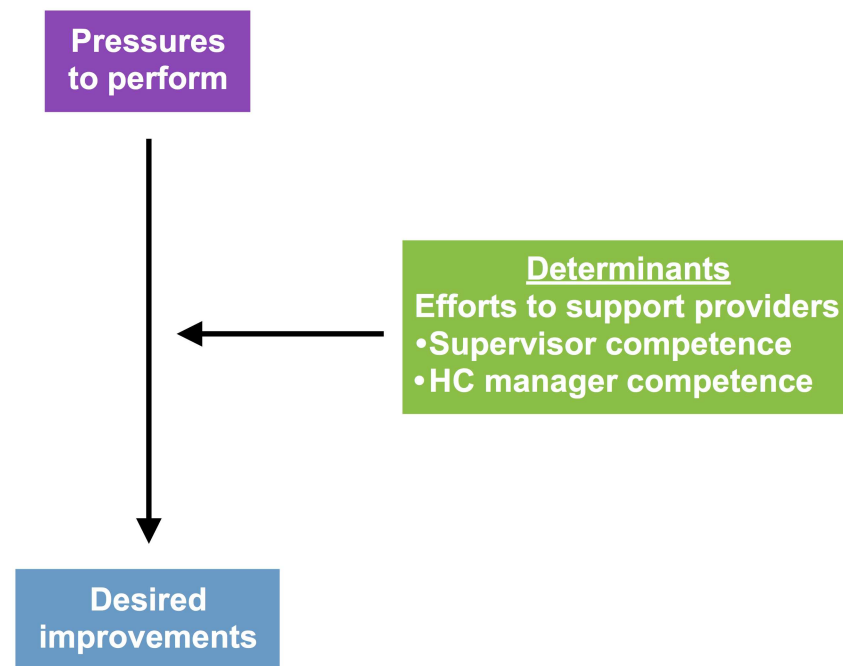 Pressures
to perform
Determinants
Efforts to support providers
•Supervisor competence
•HC manager competence
Desired
improvements